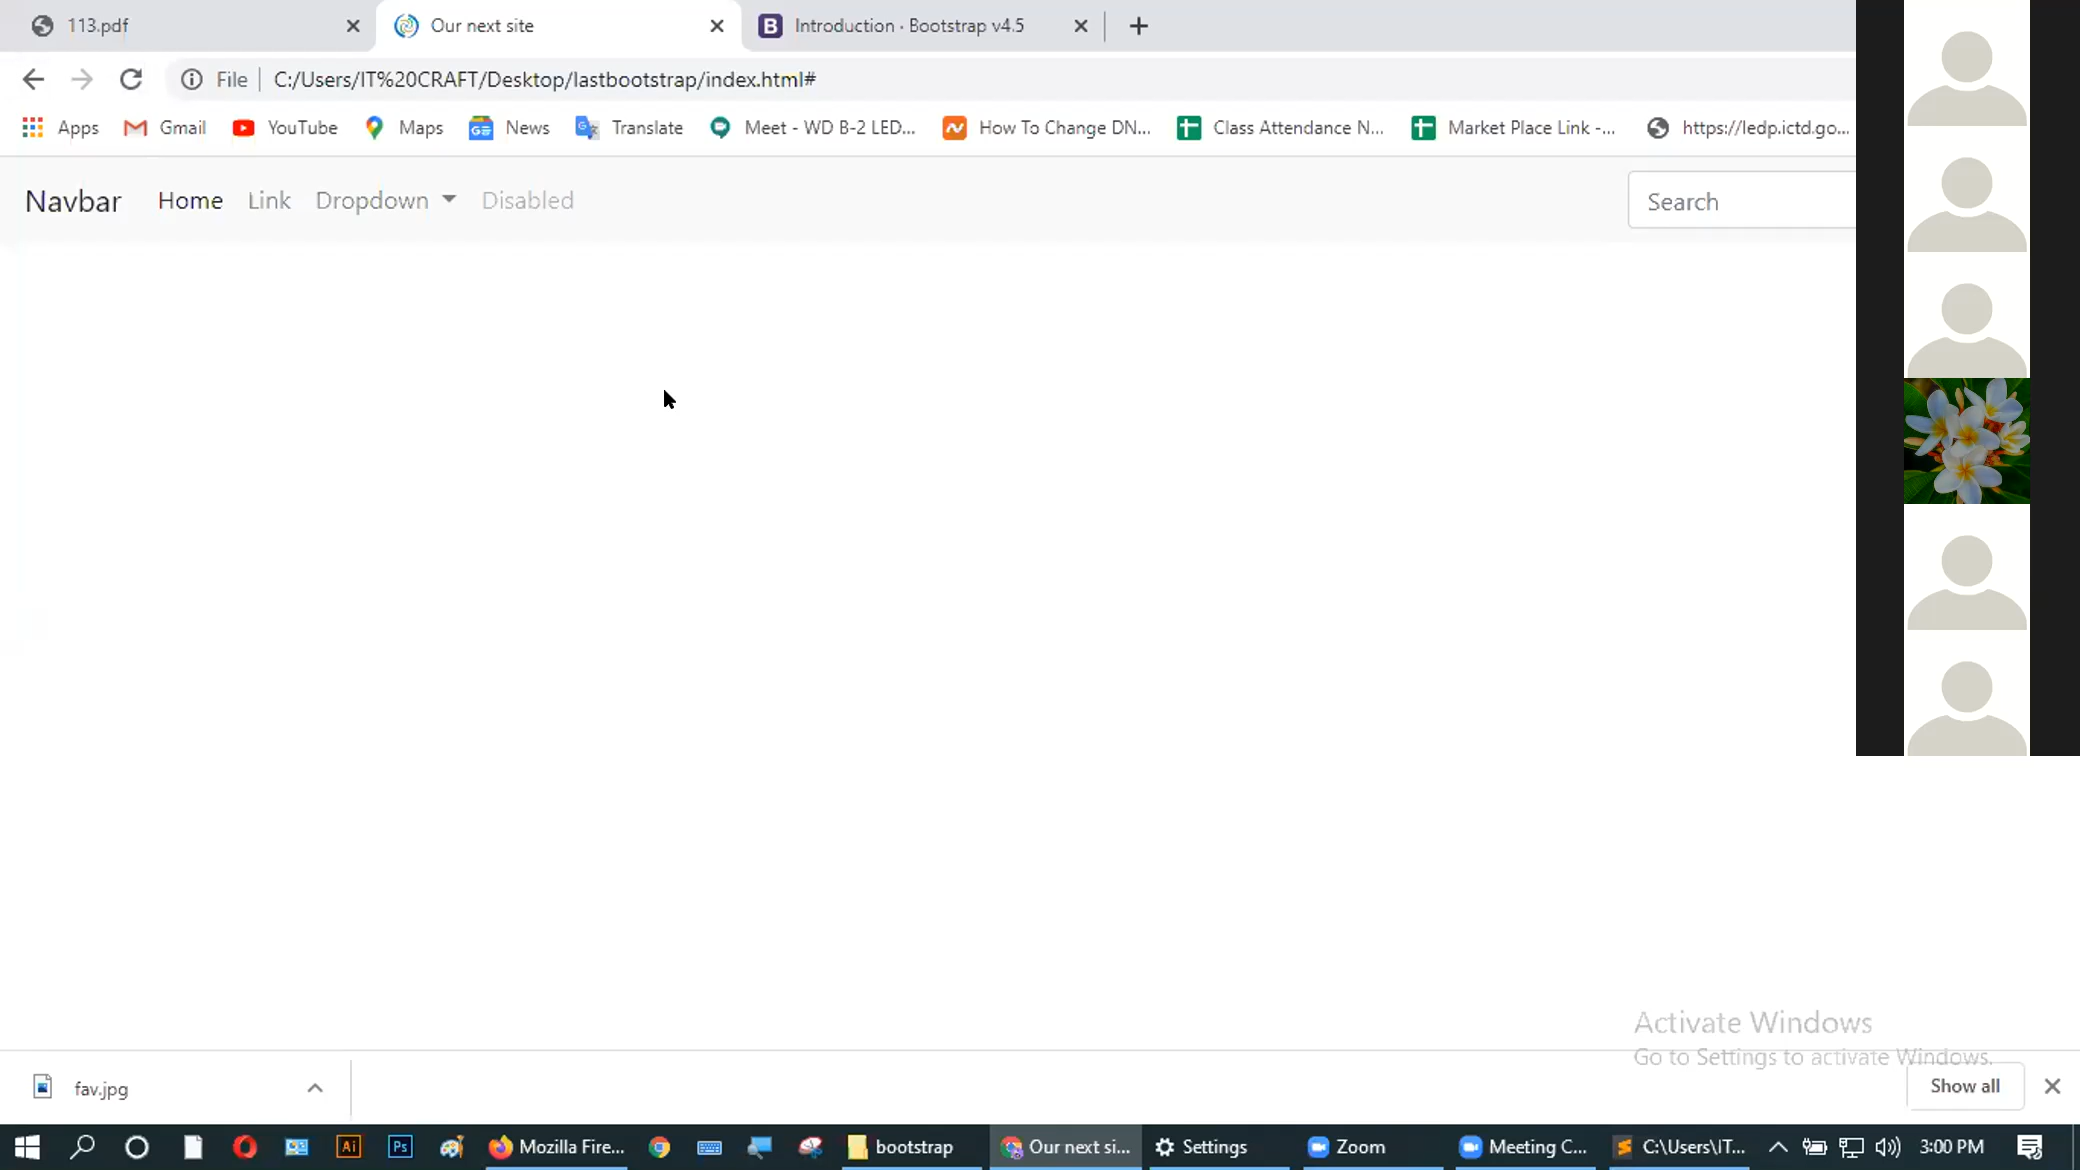 113.pdf
Our next site
Introduction · Bootstrap v4.5
File
C:/Users/IT%20CRAFT/Desktop/lastbootstrap/index.html#
Apps
Gmail
YouTube
Maps
News
Translate
Meet - WD B-2 LED...
How To Change DN...
Class Attendance N...
Market Place Link -...
https://ledp.ictd.go...
Navbar
Home
Link
Dropdown
Disabled
Search
Activate Windows
Go to Settings to activate Windows.
fav.jpg
Show all
Mozilla Fire...
bootstrap
Our next si...
Settings
Zoom
Meeting C...
C:\Users\IT...
3:00 PM